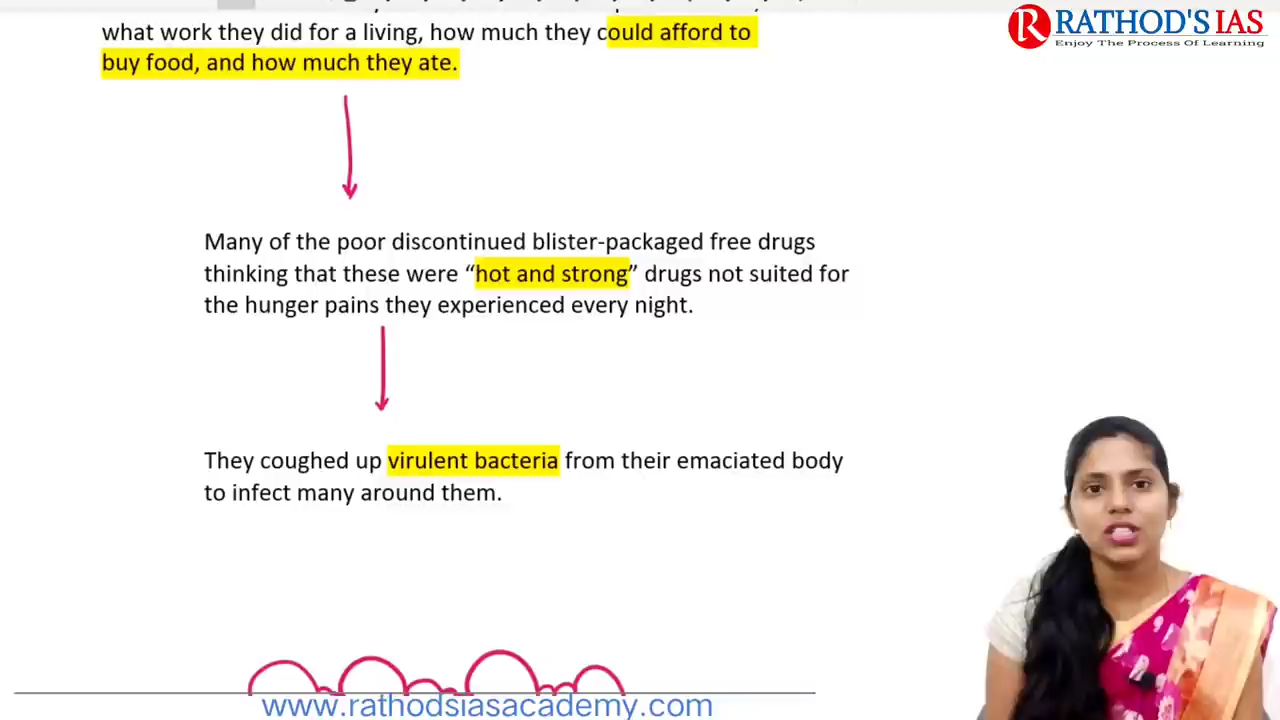 what work they did for a living, how much they could afford to
buy food, and how much they ate.
RATHOD'S IAS
Enjoy The Process Of Learning
Many of the poor discontinued blister-packaged free drugs
thinking that these were “hot and strong” drugs not suited for
the hunger pains they experienced every night.
They coughed up virulent bacteria from their emaciated body
to infect many around them.
www.rathodsiasacademy.com